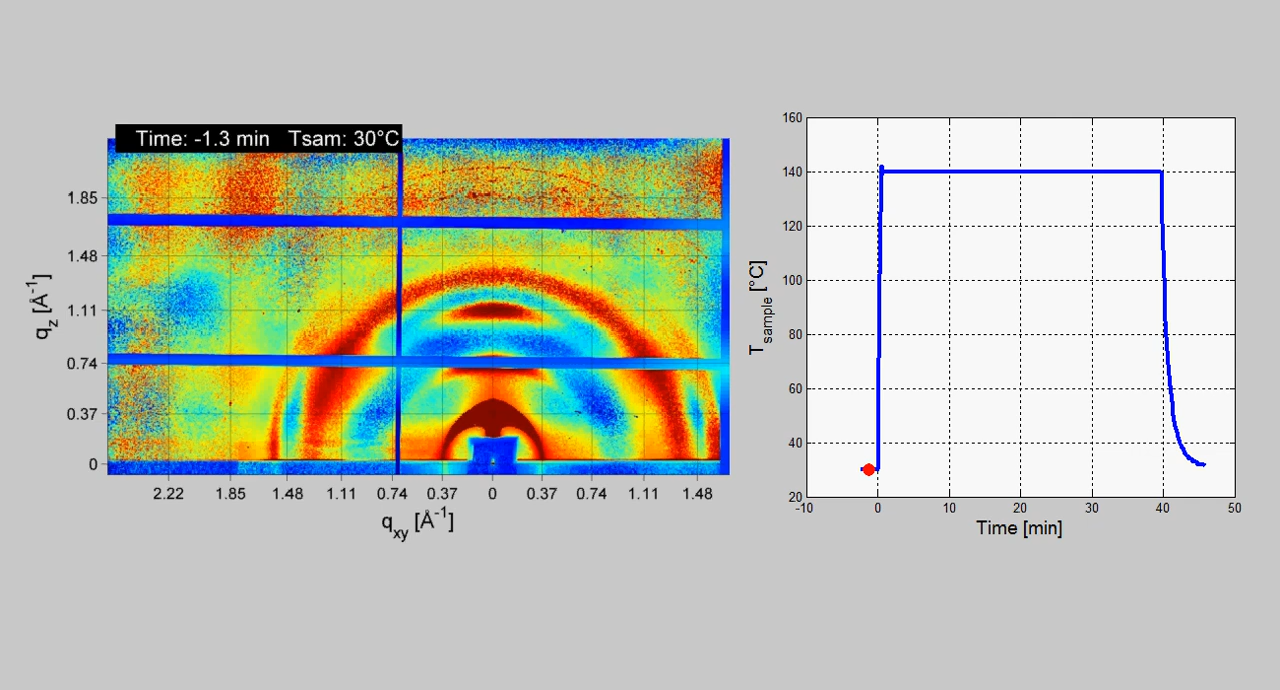 Time: -1.3 min Tsam: 30°C
1.85
1.48
1.11
0.74
0.37
0
q_z [Å^-1]
2.22 1.85 1.48 1.11 0.74 0.37 0 0.37 0.74 1.11 1.48
q_xy [Å^-1]
160
140
120
100
80
60
40
20
T_sample [°C]
-10 0 10 20 30 40 50
Time [min]